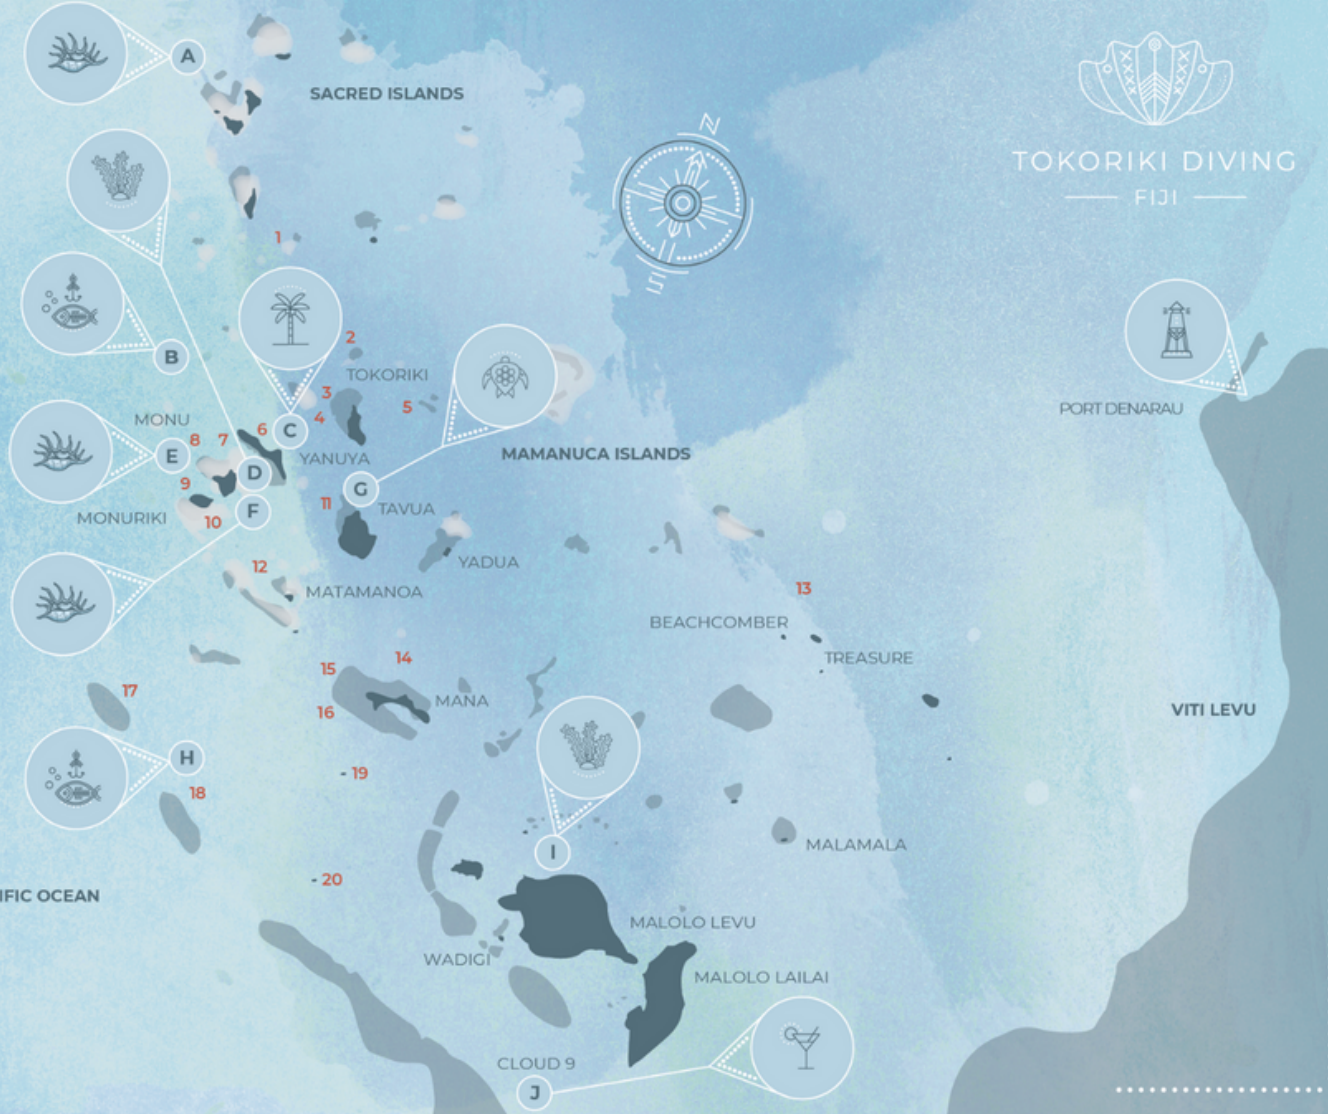 A
SACRED ISLANDS
N
TOKORIKI DIVING
FIJI
S
1
2
B
TOKORIKI
3
4
5
PORT DENARAU
MONU
8
7
6
C
E
YANUYA
MAMANUCA ISLANDS
D
9
G
11
TAVUA
F
MONURIKI
10
YADUA
12
MATAMANOA
13
BEACHCOMBER
TREASURE
15
14
17
MANA
16
VITI LEVU
H
19
18
MALAMALA
I
20
IFIC OCEAN
MALOLO LEVU
WADIGI
MALOLO LAILAI
CLOUD 9
J